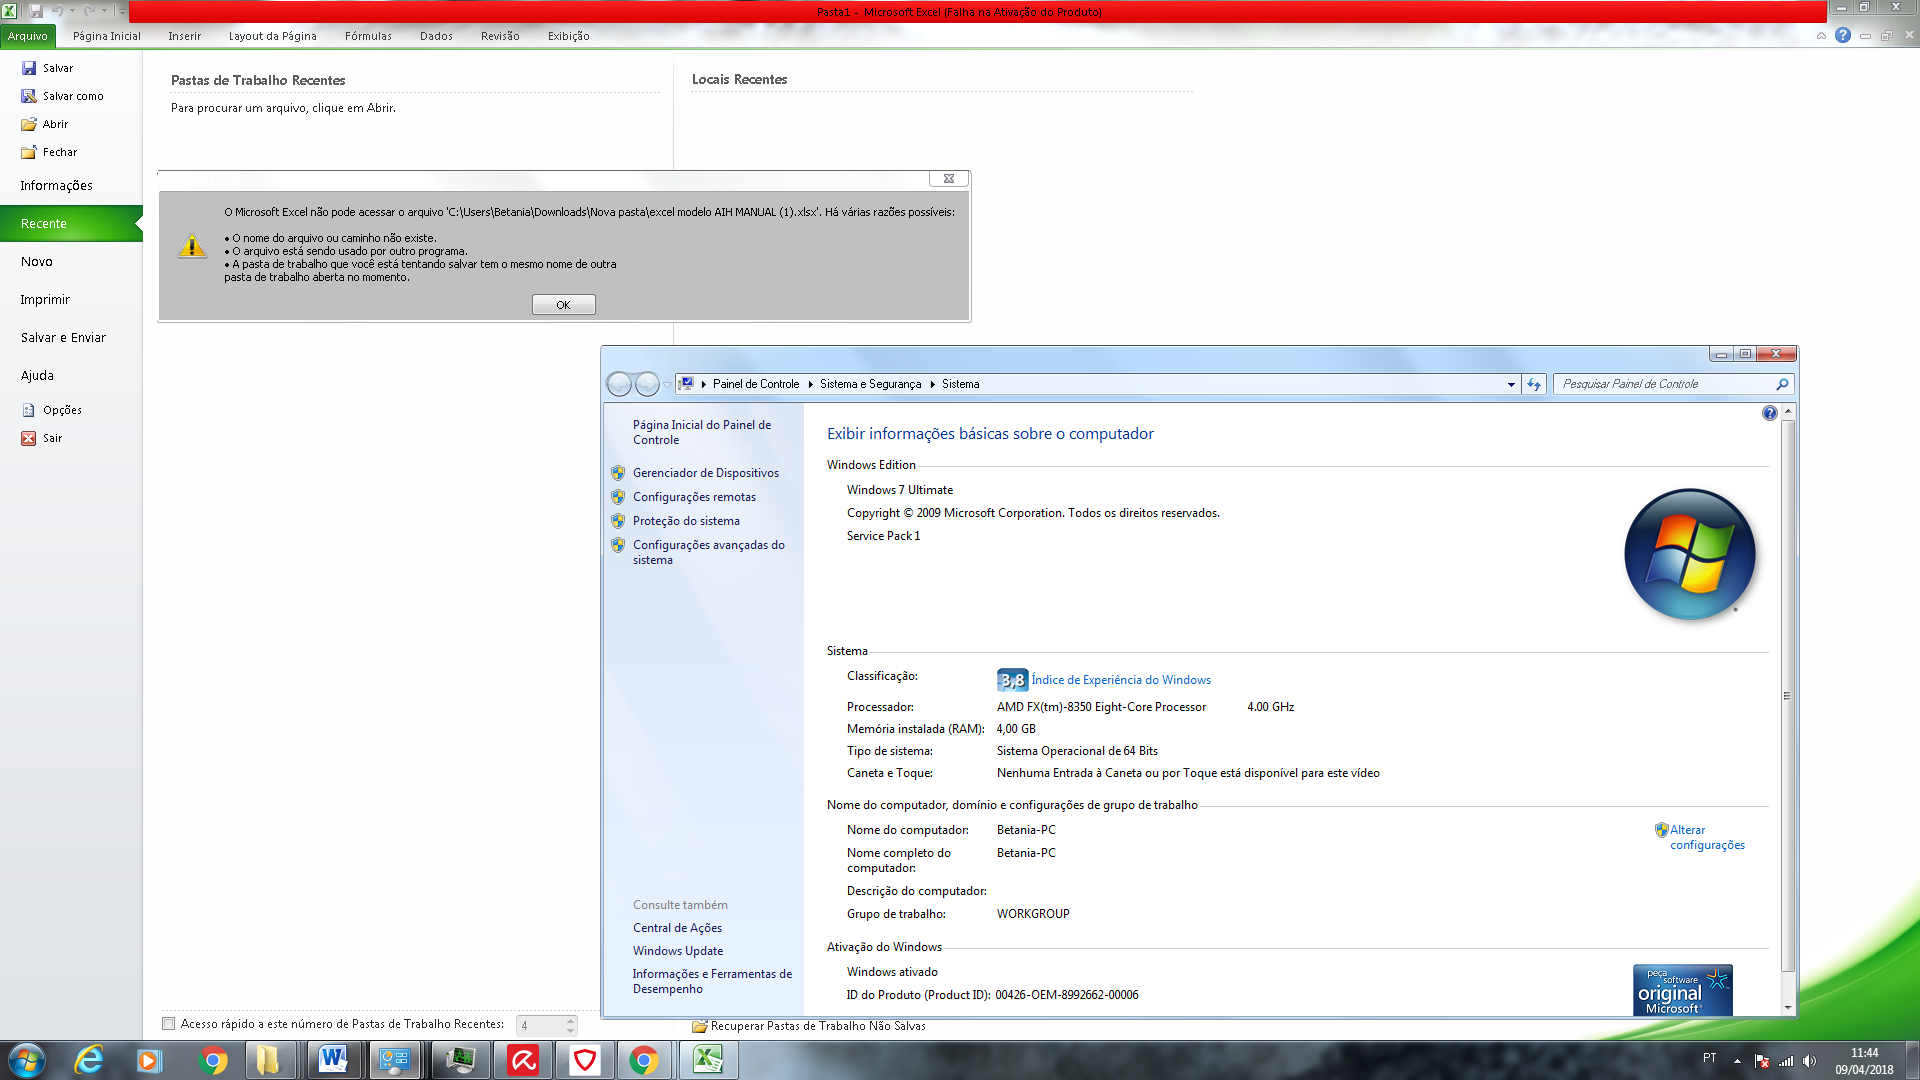 Pasta1 - Microsoft Excel (Falha na Ativação do Produto)
Arquivo
Página Inicial
Inserir
Layout da Página
Fórmulas
Dados
Revisão
Exibição
Salvar
Salvar como
Abrir
Fechar
Informações
Recente
Novo
Imprimir
Salvar e Enviar
Ajuda
Opções
Sair
Pastas de Trabalho Recentes
Para procurar um arquivo, clique em Abrir.
Locais Recentes
O Microsoft Excel não pode acessar o arquivo 'C:\Users\Betania\Downloads\Nova pasta\excel modelo AIH MANUAL (1).xlsx'. Há várias razões possíveis:
• O nome do arquivo ou caminho não existe.
• O arquivo está sendo usado por outro programa.
• A pasta de trabalho que você está tentando salvar tem o mesmo nome de outra
pasta de trabalho aberta no momento.
OK
Painel de Controle
Sistema e Segurança
Sistema
Pesquisar Painel de Controle
Página Inicial do Painel de
Controle
Gerenciador de Dispositivos
Configurações remotas
Proteção do sistema
Configurações avançadas do
sistema
Consulte também
Central de Ações
Windows Update
Informações e Ferramentas de
Desempenho
Exibir informações básicas sobre o computador
Windows Edition
Windows 7 Ultimate
Copyright © 2009 Microsoft Corporation. Todos os direitos reservados.
Service Pack 1
Sistema
Classificação:
3,8 Índice de Experiência do Windows
Processador: AMD FX(tm)-8350 Eight-Core Processor 4.00 GHz
Memória instalada (RAM): 4,00 GB
Tipo de sistema: Sistema Operacional de 64 Bits
Caneta e Toque: Nenhuma Entrada à Caneta ou por Toque está disponível para este vídeo
Nome do computador, domínio e configurações de grupo de trabalho
Nome do computador: Betania-PC
Alterar
configurações
Nome completo do
computador:
Betania-PC
Descrição do computador:
Grupo de trabalho: WORKGROUP
Ativação do Windows
Windows ativado
ID do Produto (Product ID): 00426-OEM-8992662-00006
peça
software
original
Microsoft®
Acesso rápido a este número de Pastas de Trabalho Recentes: 4
Recuperar Pastas de Trabalho Não Salvas
PT
11:44
09/04/2018